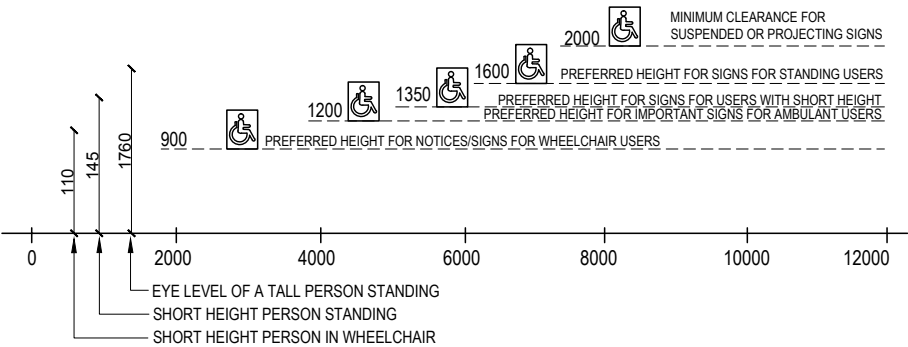 MINIMUM CLEARANCE FOR
SUSPENDED OR PROJECTING SIGNS
2000
1600
PREFERRED HEIGHT FOR SIGNS FOR STANDING USERS
1350
PREFERRED HEIGHT FOR SIGNS FOR USERS WITH SHORT HEIGHT
1200
PREFERRED HEIGHT FOR IMPORTANT SIGNS FOR AMBULANT USERS
900
PREFERRED HEIGHT FOR NOTICES/SIGNS FOR WHEELCHAIR USERS
110
145
1760
0 2000 4000 6000 8000 10000 12000
EYE LEVEL OF A TALL PERSON STANDING
SHORT HEIGHT PERSON STANDING
SHORT HEIGHT PERSON IN WHEELCHAIR